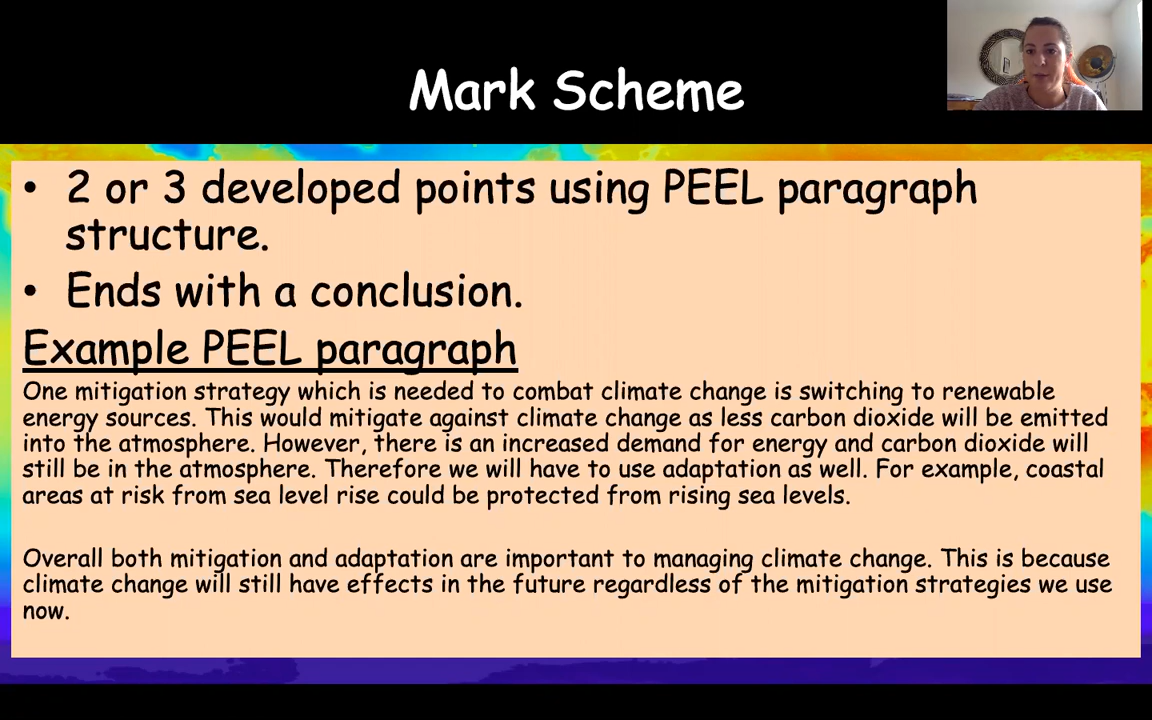 Mark Scheme
• 2 or 3 developed points using PEEL paragraph
structure.
• Ends with a conclusion.
Example PEEL paragraph
One mitigation strategy which is needed to combat climate change is switching to renewable
energy sources. This would mitigate against climate change as less carbon dioxide will be emitted
into the atmosphere. However, there is an increased demand for energy and carbon dioxide will
still be in the atmosphere. Therefore we will have to use adaptation as well. For example, coastal
areas at risk from sea level rise could be protected from rising sea levels.
Overall both mitigation and adaptation are important to managing climate change. This is because
climate change will still have effects in the future regardless of the mitigation strategies we use
now.